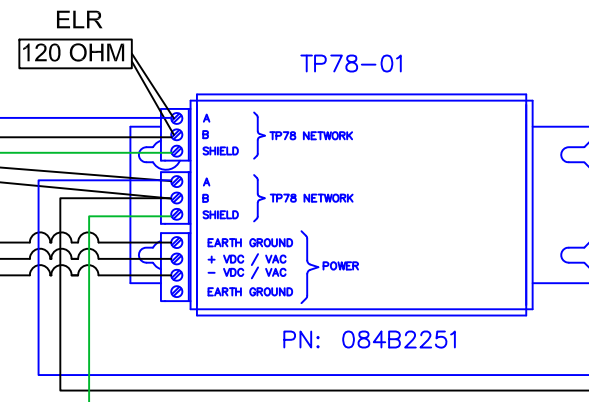 ELR
120 OHM
TP78-01
A
B
SHIELD
TP78 NETWORK
A
B
SHIELD
TP78 NETWORK
EARTH GROUND
+ VDC / VAC
- VDC / VAC
EARTH GROUND
POWER
PN: 084B2251